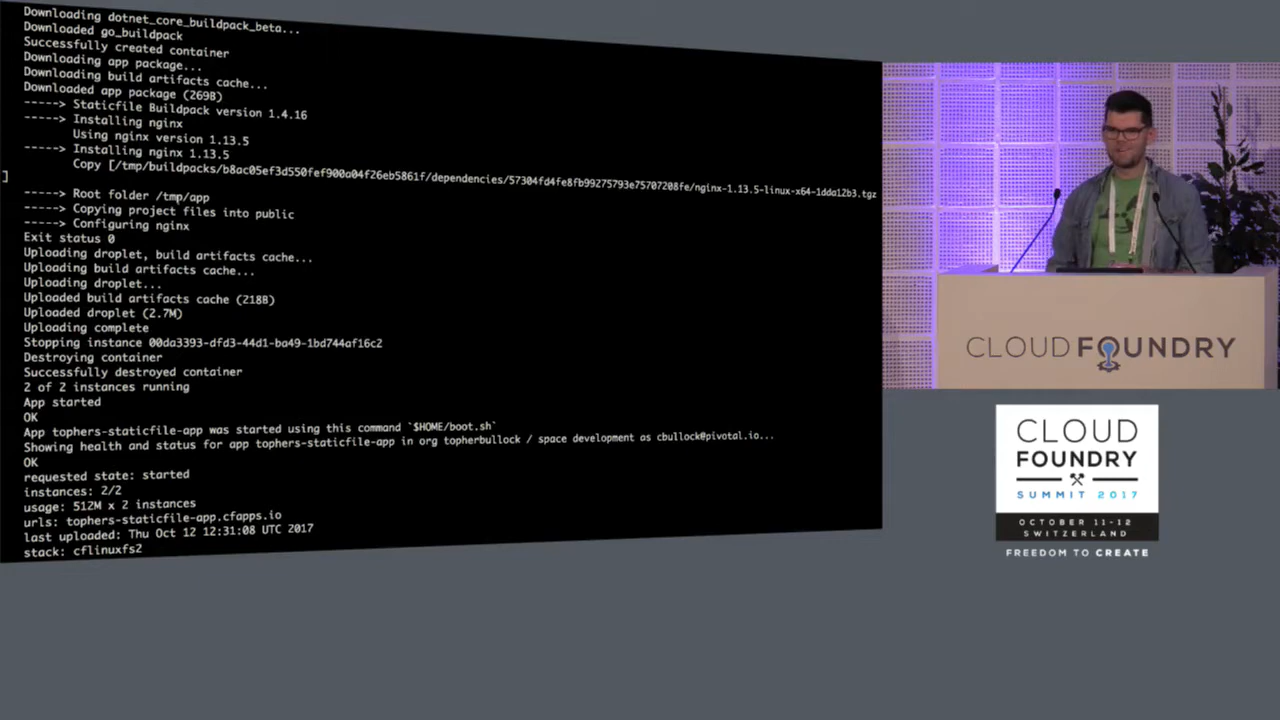 Downloading dotnet_core_buildpack_beta...
Downloaded go_buildpack
Successfully created container
Downloading app package...
Downloading build artifacts cache...
Downloaded app package (269B)
-----> Staticfile Buildpack version 1.4.16
-----> Installing nginx
Using nginx version 1.13.5
-----> Installing nginx 1.13.5
Copy [/tmp/buildpacks/b8ac05ef3d550fef900a04f26eb5861f/dependencies/57304fd4fe8fb99275793e75707208fe/nginx-1.13.5-linux-x64-1dda12b3.tgz
]
-----> Root folder /tmp/app
-----> Copying project files into public
-----> Configuring nginx
Exit status 0
Uploading droplet, build artifacts cache...
Uploading build artifacts cache...
Uploading droplet...
Uploaded build artifacts cache (218B)
Uploaded droplet (2.7M)
Uploading complete
Stopping instance 00da3393-dfd3-44d1-ba49-1bd744af16c2
Destroying container
Successfully destroyed container
2 of 2 instances running
App started
OK
App tophers-staticfile-app was started using this command `$HOME/boot.sh`
Showing health and status for app tophers-staticfile-app in org topherbullock / space development as cbullock@pivotal.io...
OK
requested state: started
instances: 2/2
usage: 512M x 2 instances
urls: tophers-staticfile-app.cfapps.io
last uploaded: Thu Oct 12 12:31:08 UTC 2017
stack: cflinuxfs2
CLOUD FOUNDRY
CLOUD
FOUNDRY
SUMMIT 2017
OCTOBER 11-12
SWITZERLAND
FREEDOM TO CREATE